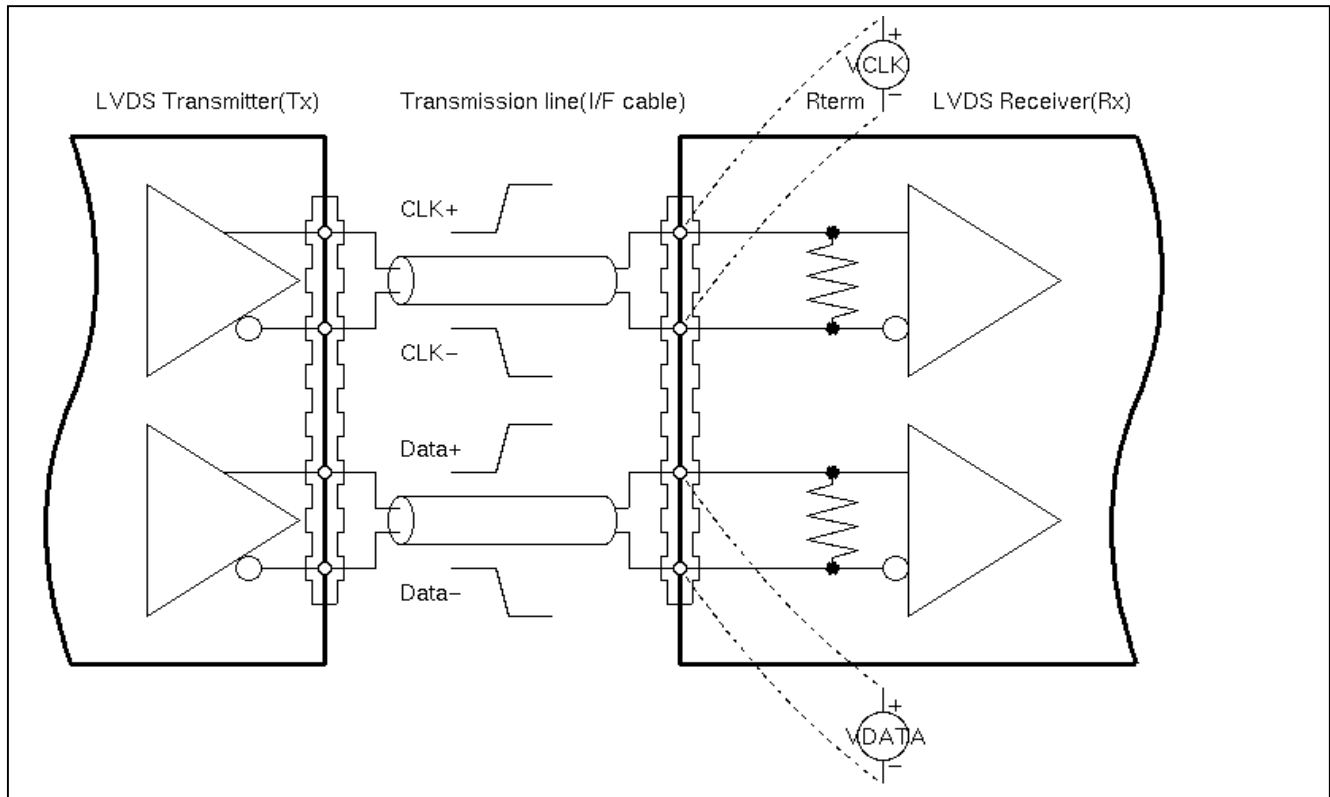 +
VCLK
−
LVDS Transmitter(Tx)
Transmission line(I/F cable)
Rterm
LVDS Receiver(Rx)
CLK+
CLK−
Data+
Data−
+
VDATA
−